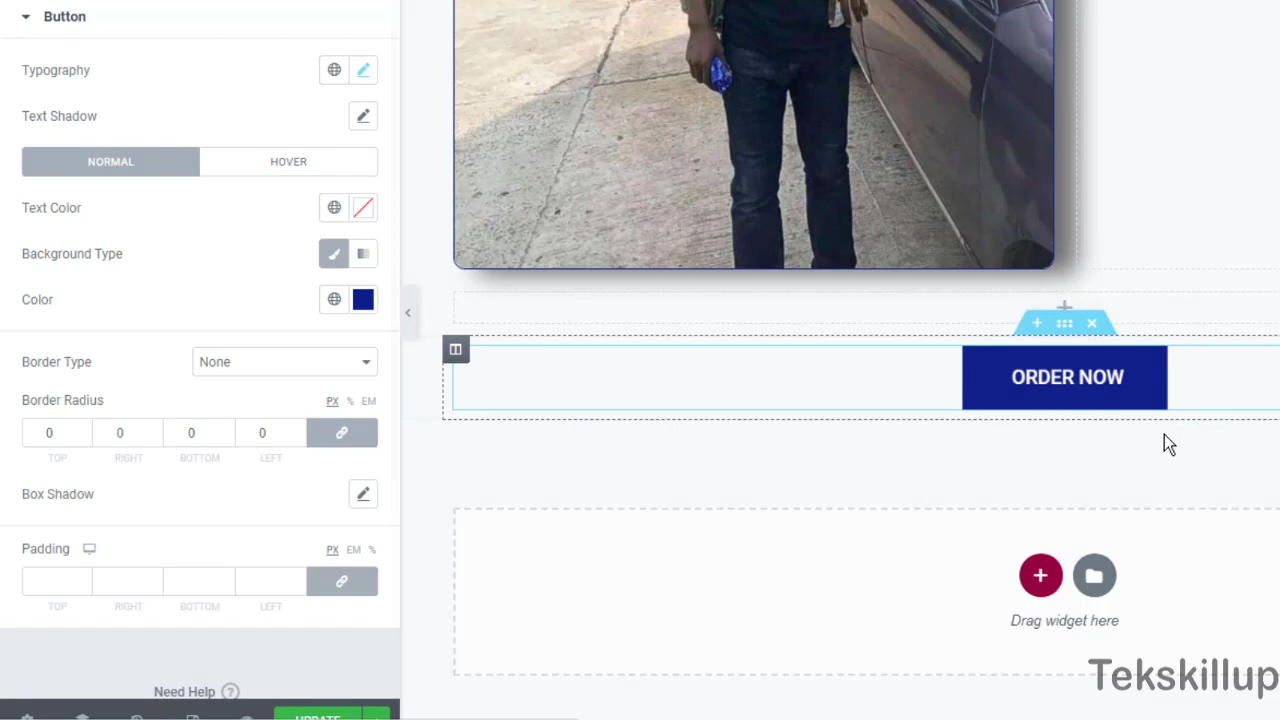 Button
Typography
Text Shadow
NORMAL HOVER
Text Color
Background Type
Color
Border Type None
Border Radius PX % EM
0 0 0 0
TOP RIGHT BOTTOM LEFT
Box Shadow
Padding PX EM %
TOP RIGHT BOTTOM LEFT
Need Help ?
UPDATE
ORDER NOW
Drag widget here
Tekskillup